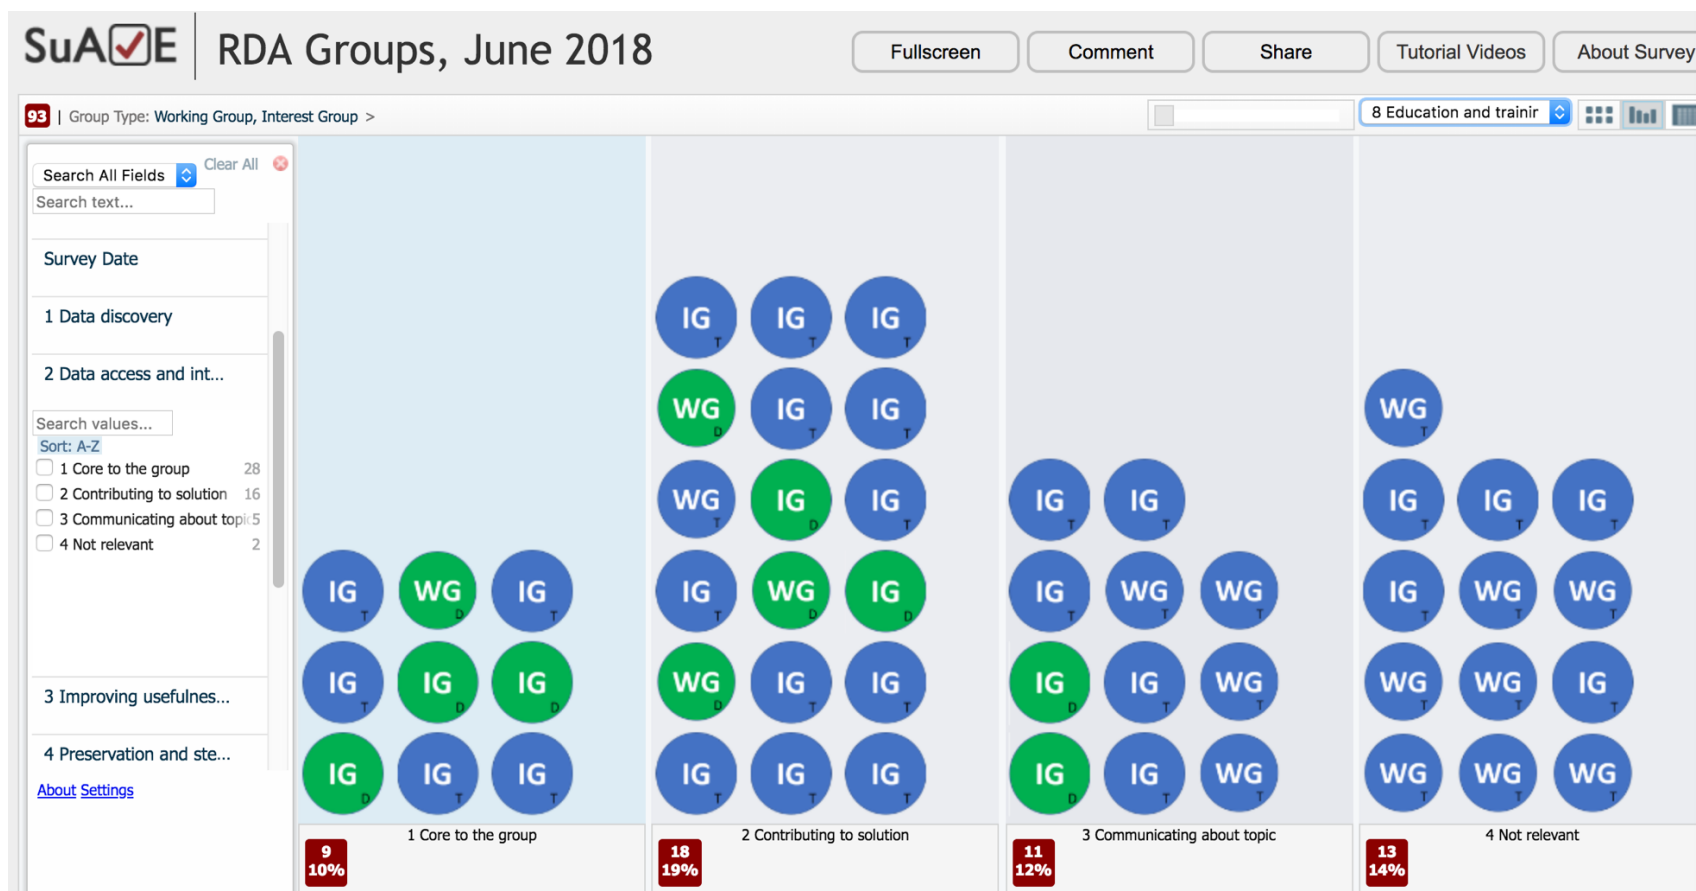 SuAVE
RDA Groups, June 2018
Fullscreen
Comment
Share
Tutorial Videos
About Survey
93 | Group Type: Working Group, Interest Group >
8 Education and trainir
Search All Fields
Clear All
Search text...
Survey Date
1 Data discovery
2 Data access and int...
Search values...
Sort: A-Z
1 Core to the group 28
2 Contributing to solution 16
3 Communicating about topic 5
4 Not relevant 2
3 Improving usefulnes...
4 Preservation and ste...
About Settings
IG T WG D IG T
IG T IG D IG D
IG D IG T IG T
1 Core to the group
9
10%
IG T IG T IG T
WG D IG T IG T
WG T IG D IG T
IG T WG D IG D
WG D IG T IG T
IG T IG T IG T
2 Contributing to solution
18
19%
IG T IG T
IG T WG T WG T
IG D IG T WG T
IG D IG T WG T
3 Communicating about topic
11
12%
WG T
IG T IG T IG T
IG T WG T WG T
WG T WG T IG T
WG T WG T WG T
4 Not relevant
13
14%